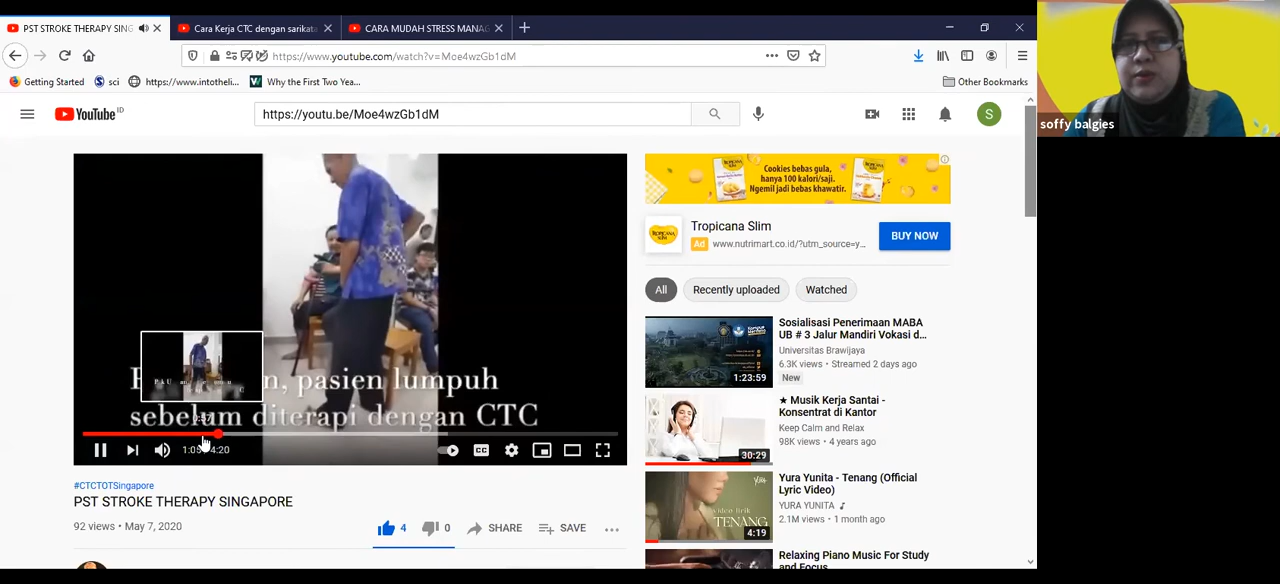 PST STROKE THERAPY SING
Cara Kerja CTC dengan sarikata
CARA MUDAH STRESS MANAG
https://www.youtube.com/watch?v=Moe4wzGb1dM
Getting Started
sci
https://www.intotheli...
Why the First Two Yea...
Other Bookmarks
soffy balgies
YouTube ID
https://youtu.be/Moe4wzGb1dM
S
n, pasien lumpuh
sebelum diterapi dengan CTC
0:57
4:20
CC
#CTCTOTSingapore
PST STROKE THERAPY SINGAPORE
92 views • May 7, 2020
4
0
SHARE
SAVE
Cookies bebas gula,
hanya 100 kalori/saji.
Ngemil jadi bebas khawatir.
Tropicana Slim
Ad www.nutrimart.co.id/?utm_source=y...
BUY NOW
All
Recently uploaded
Watched
Sosialisasi Penerimaan MABA
UB # 3 Jalur Mandiri Vokasi d...
Universitas Brawijaya
6.3K views • Streamed 2 days ago
New
1:23:59
★ Musik Kerja Santai -
Konsentrat di Kantor
Keep Calm and Relax
98K views • 4 years ago
30:29
Yura Yunita - Tenang (Official
Lyric Video)
YURA YUNITA
2.1M views • 1 month ago
TENANG
4:19
Relaxing Piano Music For Study
and Focus